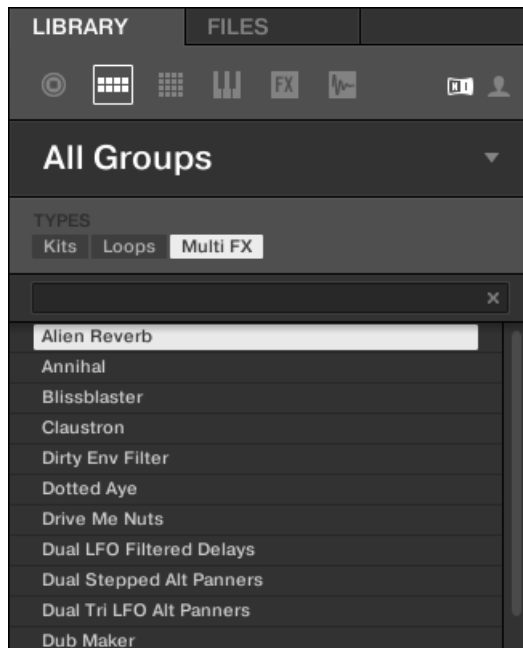 LIBRARY FILES
FX NI
All Groups
TYPES
Kits Loops Multi FX
Alien Reverb
Annihal
Blissblaster
Claustron
Dirty Env Filter
Dotted Aye
Drive Me Nuts
Dual LFO Filtered Delays
Dual Stepped Alt Panners
Dual Tri LFO Alt Panners
Dub Maker